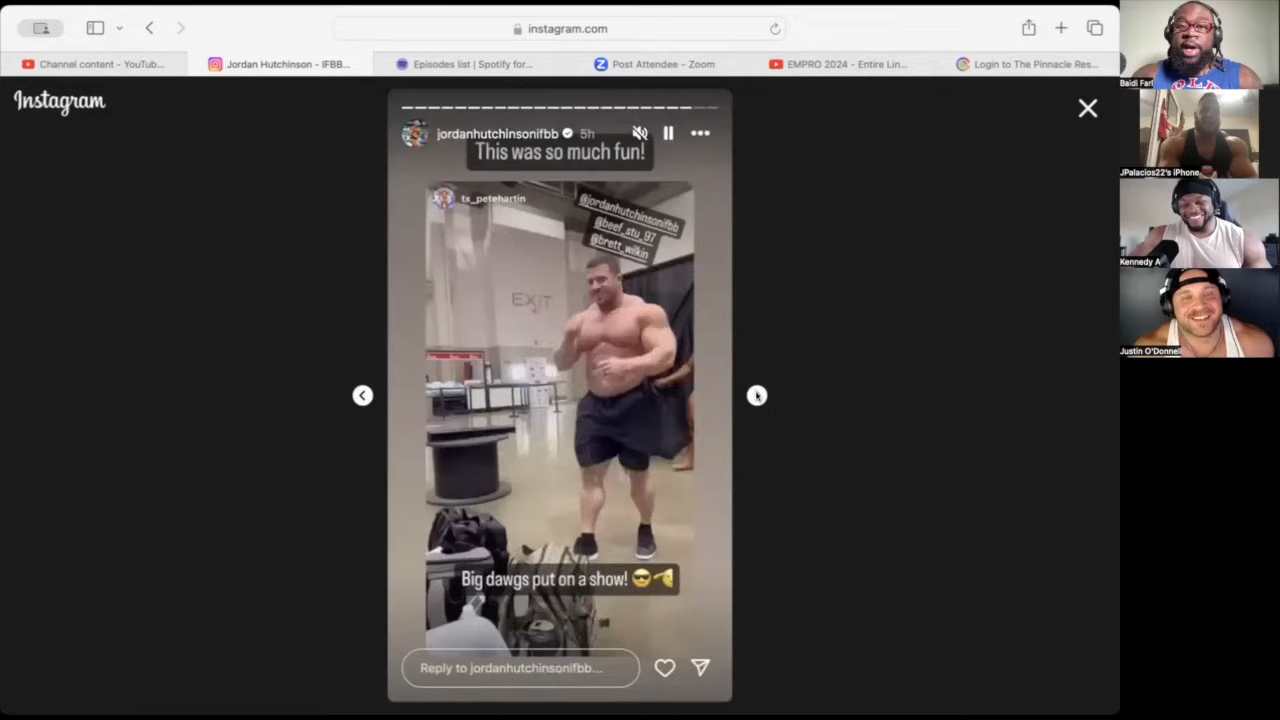 instagram.com
Channel content - YouTub...
Jordan Hutchinson - IFBB...
Episodes list | Spotify for...
Post Attendee - Zoom
EMPRO 2024 - Entire Lin...
Login to The Pinnacle Res...
Instagram
jordanhutchinsonifbb 5h
This was so much fun!
tx_petehartin
@jordanhutchinsonifbb
@beef_stu_97
@brett_wilkin
EXIT
Big dawgs put on a show! 😎🫡
Reply to jordanhutchinsonifbb...
Baidi Far
JPalacios22's iPhone
Kennedy A
Justin O'Donnell